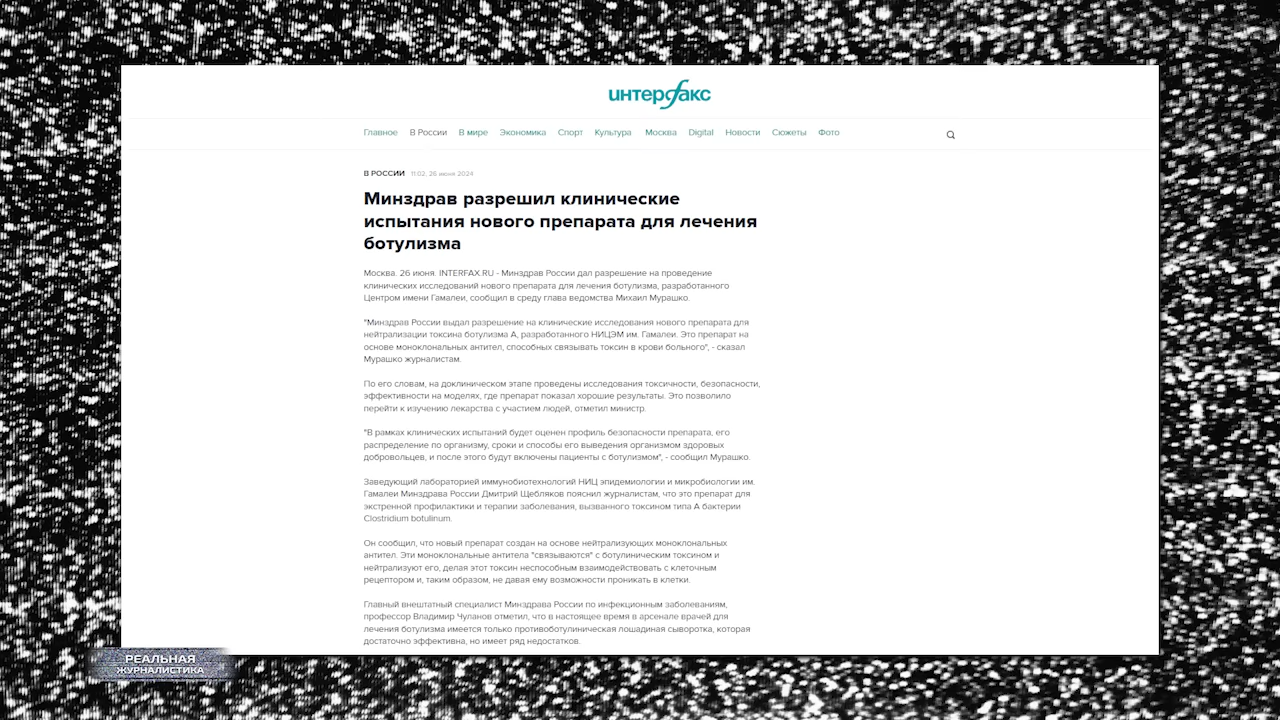 интерфакс
Главное В России В мире Экономика Спорт Культура Москва Digital Новости Сюжеты Фото
В РОССИИ 11:02, 26 июня 2024
Минздрав разрешил клинические
испытания нового препарата для лечения
ботулизма
Москва. 26 июня. INTERFAX.RU - Минздрав России дал разрешение на проведение
клинических исследований нового препарата для лечения ботулизма, разработанного
Центром имени Гамалеи, сообщил в среду глава ведомства Михаил Мурашко.
"Минздрав России выдал разрешение на клинические исследования нового препарата для
нейтрализации токсина ботулизма А, разработанного НИЦЭМ им. Гамалеи. Это препарат на
основе моноклональных антител, способных связывать токсин в крови больного", - сказал
Мурашко журналистам.
По его словам, на доклиническом этапе проведены исследования токсичности, безопасности,
эффективности на моделях, где препарат показал хорошие результаты. Это позволило
перейти к изучению лекарства с участием людей, отметил министр.
"В рамках клинических испытаний будет оценен профиль безопасности препарата, его
распределение по организму, сроки и способы его выведения организмом здоровых
добровольцев, и после этого будут включены пациенты с ботулизмом", - сообщил Мурашко.
Заведующий лабораторией иммунобиотехнологий НИЦ эпидемиологии и микробиологии им.
Гамалеи Минздрава России Дмитрий Щебляков пояснил журналистам, что это препарат для
экстренной профилактики и терапии заболевания, вызванного токсином типа А бактерии
Clostridium botulinum.
Он сообщил, что новый препарат создан на основе нейтрализующих моноклональных
антител. Эти моноклональные антитела "связываются" с ботулиническим токсином и
нейтрализуют его, делая этот токсин неспособным взаимодействовать с клеточным
рецептором и, таким образом, не давая ему возможности проникать в клетки.
Главный внештатный специалист Минздрава России по инфекционным заболеваниям,
профессор Владимир Чуланов отметил, что в настоящее время в арсенале врачей для
лечения ботулизма имеется только противоботулиническая лошадиная сыворотка, которая
достаточно эффективна, но имеет ряд недостатков.
РЕАЛЬНАЯ
ЖУРНАЛИСТИКА